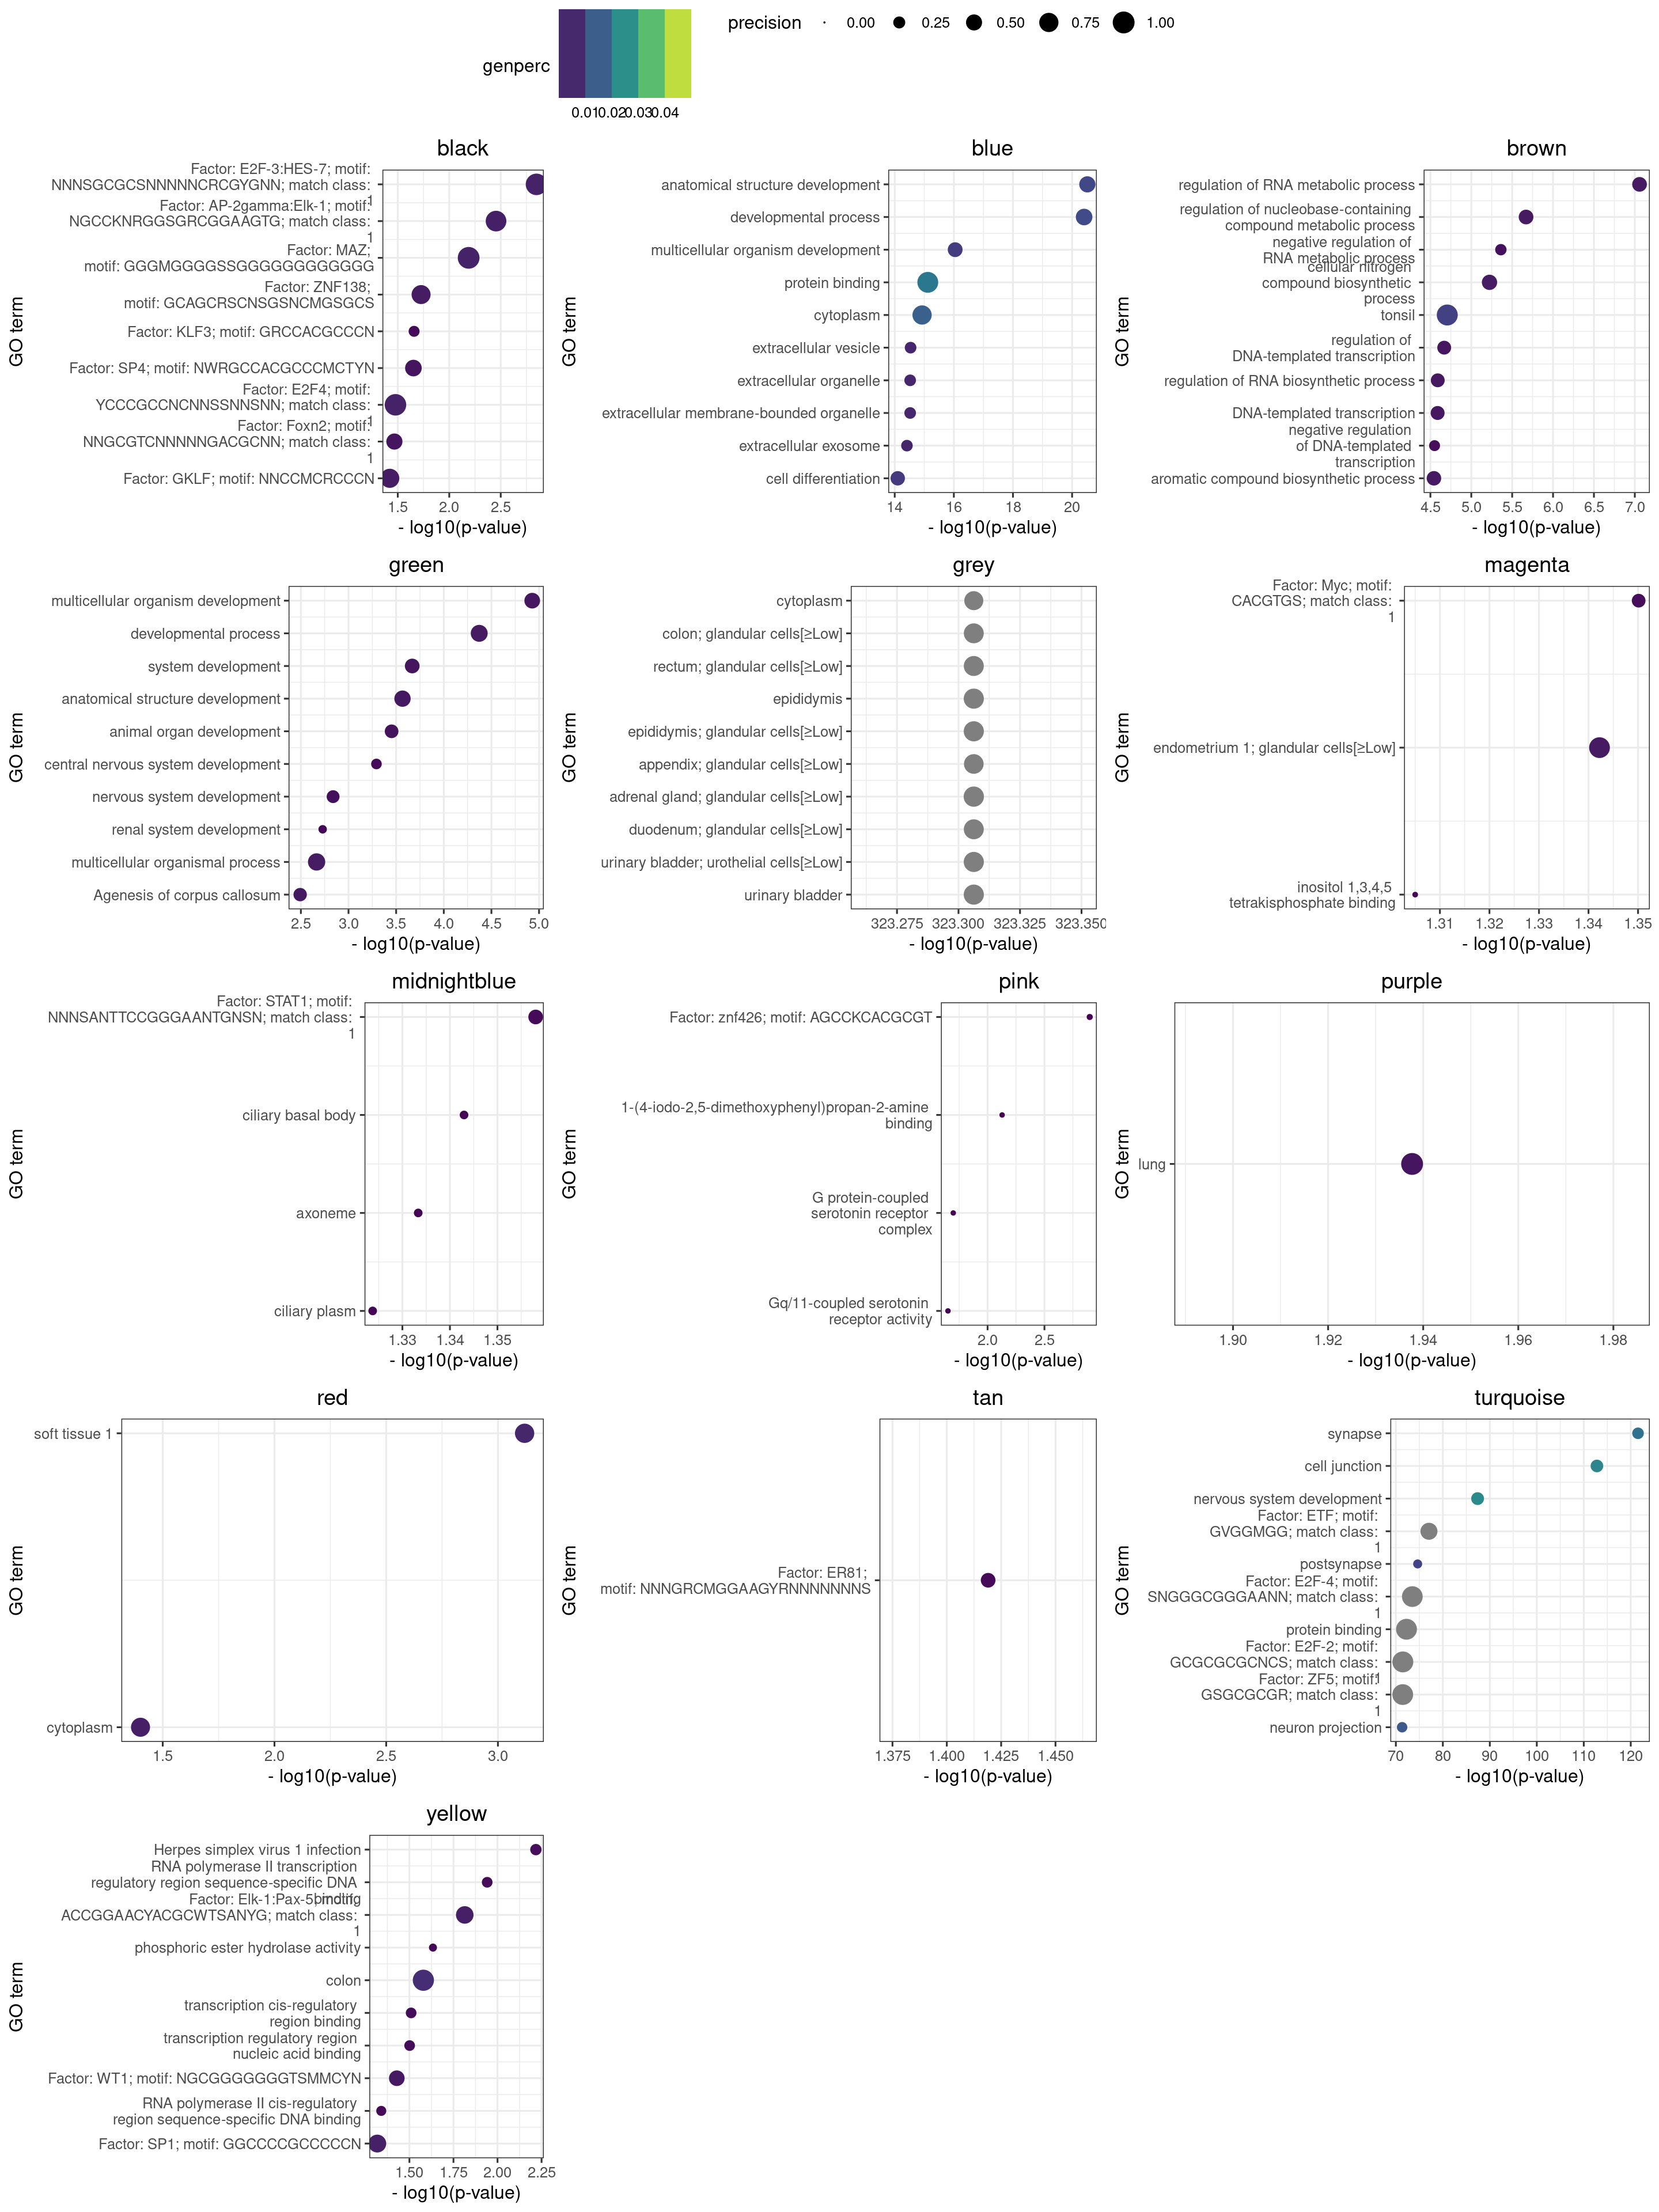 precision 0.00 0.25 0.50 0.75 1.00
genperc
0.01 0.02 0.03 0.04
black
GO term
Factor: E2F-3:HES-7; motif:
NNNSGCGCSNNNNNCRCGYGNN; match class:
1
Factor: AP-2gamma:Elk-1; motif:
NGCCKNRGGSGRCGGAAGTG; match class:
1
Factor: MAZ;
motif: GGGMGGGGSSGGGGGGGGGGGG
Factor: ZNF138;
motif: GCAGCRSCNSGSNCMGSGCS
Factor: KLF3; motif: GRCCACGCCCN
Factor: SP4; motif: NWRGCCACGCCCMCTYN
Factor: E2F4; motif:
YCCCGCCNCNNSSNNSNN; match class:
1
Factor: Foxn2; motif:
NNGCGTCNNNNNGACGCNN; match class:
1
Factor: GKLF; motif: NNCCMCRCCCN
1.5 2.0 2.5
- log10(p-value)
blue
GO term
anatomical structure development
developmental process
multicellular organism development
protein binding
cytoplasm
extracellular vesicle
extracellular organelle
extracellular membrane-bounded organelle
extracellular exosome
cell differentiation
14 16 18 20
- log10(p-value)
brown
GO term
regulation of RNA metabolic process
regulation of nucleobase-containing
compound metabolic process
negative regulation of
RNA metabolic process
cellular nitrogen
compound biosynthetic
process
tonsil
regulation of
DNA-templated transcription
regulation of RNA biosynthetic process
DNA-templated transcription
negative regulation
of DNA-templated
transcription
aromatic compound biosynthetic process
4.5 5.0 5.5 6.0 6.5 7.0
- log10(p-value)
green
GO term
multicellular organism development
developmental process
system development
anatomical structure development
animal organ development
central nervous system development
nervous system development
renal system development
multicellular organismal process
Agenesis of corpus callosum
2.5 3.0 3.5 4.0 4.5 5.0
- log10(p-value)
grey
GO term
cytoplasm
colon; glandular cells[≥Low]
rectum; glandular cells[≥Low]
epididymis
epididymis; glandular cells[≥Low]
appendix; glandular cells[≥Low]
adrenal gland; glandular cells[≥Low]
duodenum; glandular cells[≥Low]
urinary bladder; urothelial cells[≥Low]
urinary bladder
323.275 323.300 323.325 323.350
- log10(p-value)
magenta
GO term
Factor: Myc; motif:
CACGTGS; match class:
1
endometrium 1; glandular cells[≥Low]
inositol 1,3,4,5
tetrakisphosphate binding
1.31 1.32 1.33 1.34 1.35
- log10(p-value)
midnightblue
GO term
Factor: STAT1; motif:
NNNSANTTCCGGGAANTGNSN; match class:
1
ciliary basal body
axoneme
ciliary plasm
1.33 1.34 1.35
- log10(p-value)
pink
GO term
Factor: znf426; motif: AGCCKCACGCGT
1-(4-iodo-2,5-dimethoxyphenyl)propan-2-amine
binding
G protein-coupled
serotonin receptor
complex
Gq/11-coupled serotonin
receptor activity
2.0 2.5
- log10(p-value)
purple
GO term
lung
1.90 1.92 1.94 1.96 1.98
- log10(p-value)
red
GO term
soft tissue 1
cytoplasm
1.5 2.0 2.5 3.0
- log10(p-value)
tan
GO term
Factor: ER81;
motif: NNNGRCMGGAAGYRNNNNNNNS
1.375 1.400 1.425 1.450
- log10(p-value)
turquoise
GO term
synapse
cell junction
nervous system development
Factor: ETF; motif:
GVGGMGG; match class:
1
postsynapse
Factor: E2F-4; motif:
SNGGGCGGGAANN; match class:
1
protein binding
Factor: E2F-2; motif:
GCGCGCGCNCS; match class:
1
Factor: ZF5; motif:
GSGCGCGR; match class:
1
neuron projection
70 80 90 100 110 120
- log10(p-value)
yellow
GO term
Herpes simplex virus 1 infection
RNA polymerase II transcription
regulatory region sequence-specific DNA
binding
Factor: Elk-1:Pax-5; motif:
ACCGGAACYACGCWTSANYG; match class:
1
phosphoric ester hydrolase activity
colon
transcription cis-regulatory
region binding
transcription regulatory region
nucleic acid binding
Factor: WT1; motif: NGCGGGGGGGTSMMCYN
RNA polymerase II cis-regulatory
region sequence-specific DNA binding
Factor: SP1; motif: GGCCCCGCCCCCN
1.50 1.75 2.00 2.25
- log10(p-value)